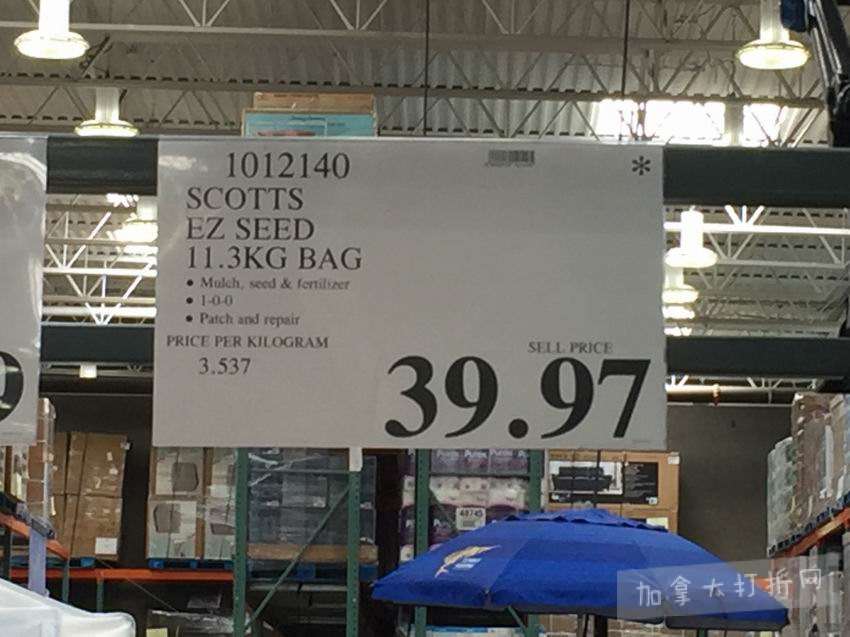 1012140
*
SCOTTS
EZ SEED
11.3KG BAG
• Mulch, seed & fertilizer
• 1-0-0
• Patch and repair
PRICE PER KILOGRAM
3.537
SELL PRICE
39.97
48745
加拿大打折网